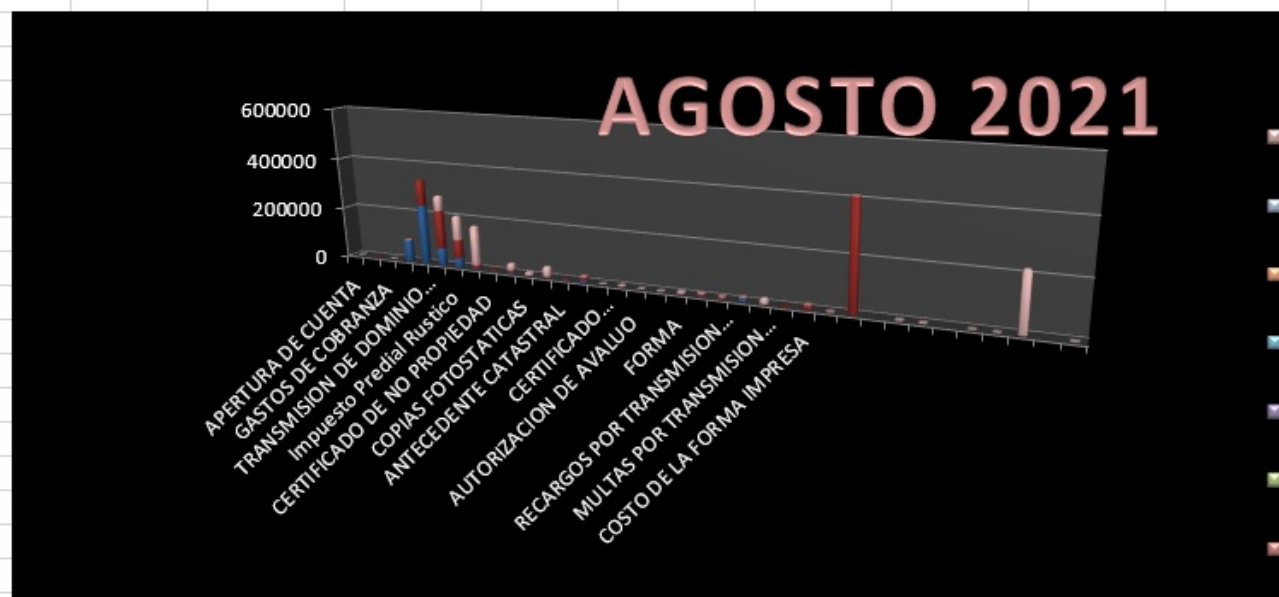 AGOSTO 2021
600000
400000
200000
0
APERTURA DE CUENTA
GASTOS DE COBRANZA
TRANSMISION DE DOMINIO...
Impuesto Predial Rustico
CERTIFICADO DE NO PROPIEDAD
COPIAS FOTOSTATICAS
ANTECEDENTE CATASTRAL
CERTIFICADO...
AUTORIZACION DE AVALUO
FORMA
RECARGOS POR TRANSMISION...
MULTAS POR TRANSMISION...
COSTO DE LA FORMA IMPRESA